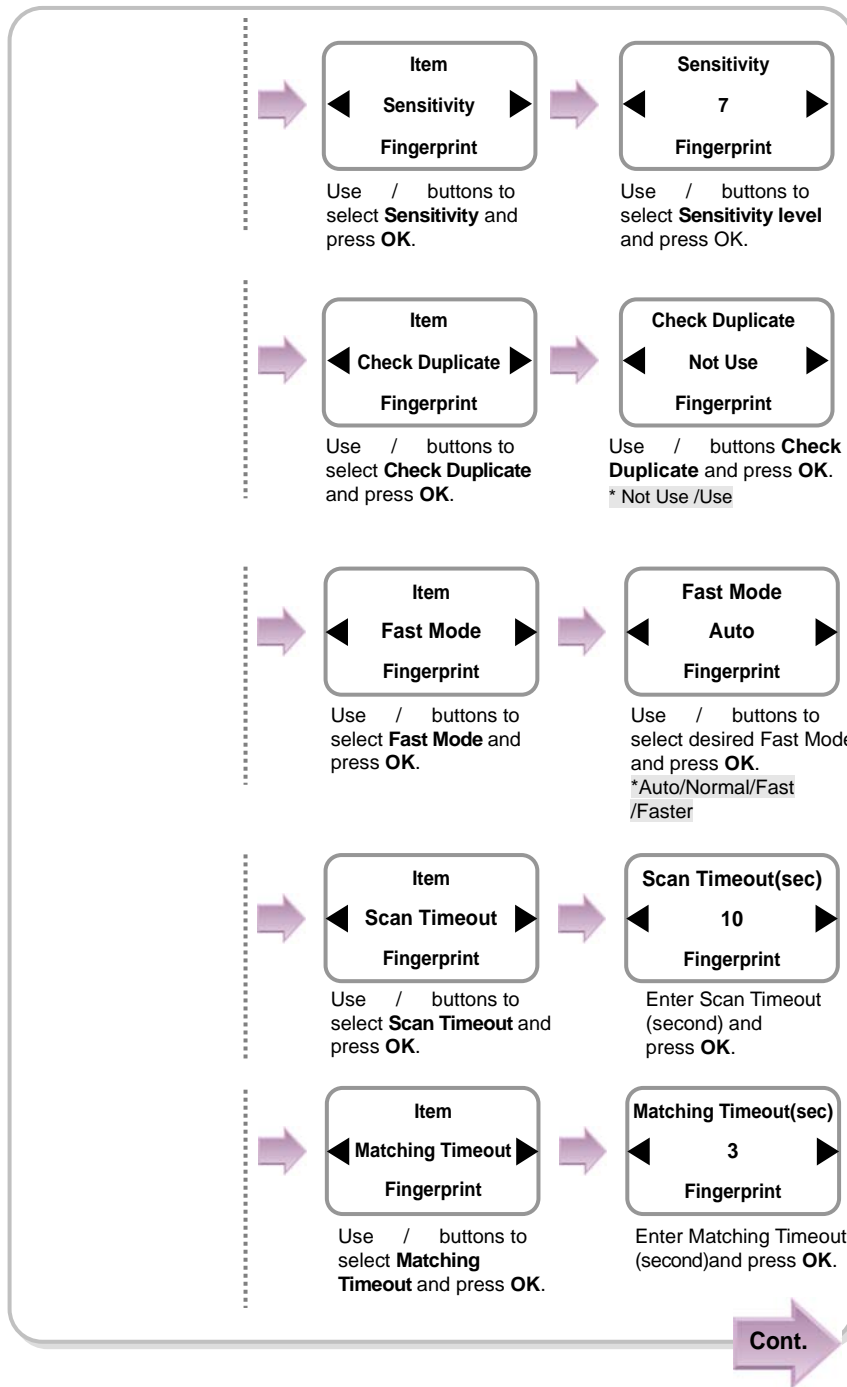 Item
Sensitivity
Fingerprint
Use / buttons to
select Sensitivity and
press OK.
Sensitivity
7
Fingerprint
Use / buttons to
select Sensitivity level
and press OK.
Item
Check Duplicate
Fingerprint
Use / buttons to
select Check Duplicate
and press OK.
Check Duplicate
Not Use
Fingerprint
Use / buttons Check
Duplicate and press OK.
* Not Use /Use
Item
Fast Mode
Fingerprint
Use / buttons to
select Fast Mode and
press OK.
Fast Mode
Auto
Fingerprint
Use / buttons to
select desired Fast Mode
and press OK.
*Auto/Normal/Fast
/Faster
Item
Scan Timeout
Fingerprint
Use / buttons to
select Scan Timeout and
press OK.
Scan Timeout(sec)
10
Fingerprint
Enter Scan Timeout
(second) and
press OK.
Item
Matching Timeout
Fingerprint
Use / buttons to
select Matching
Timeout and press OK.
Matching Timeout(sec)
3
Fingerprint
Enter Matching Timeout
(second)and press OK.
Cont.